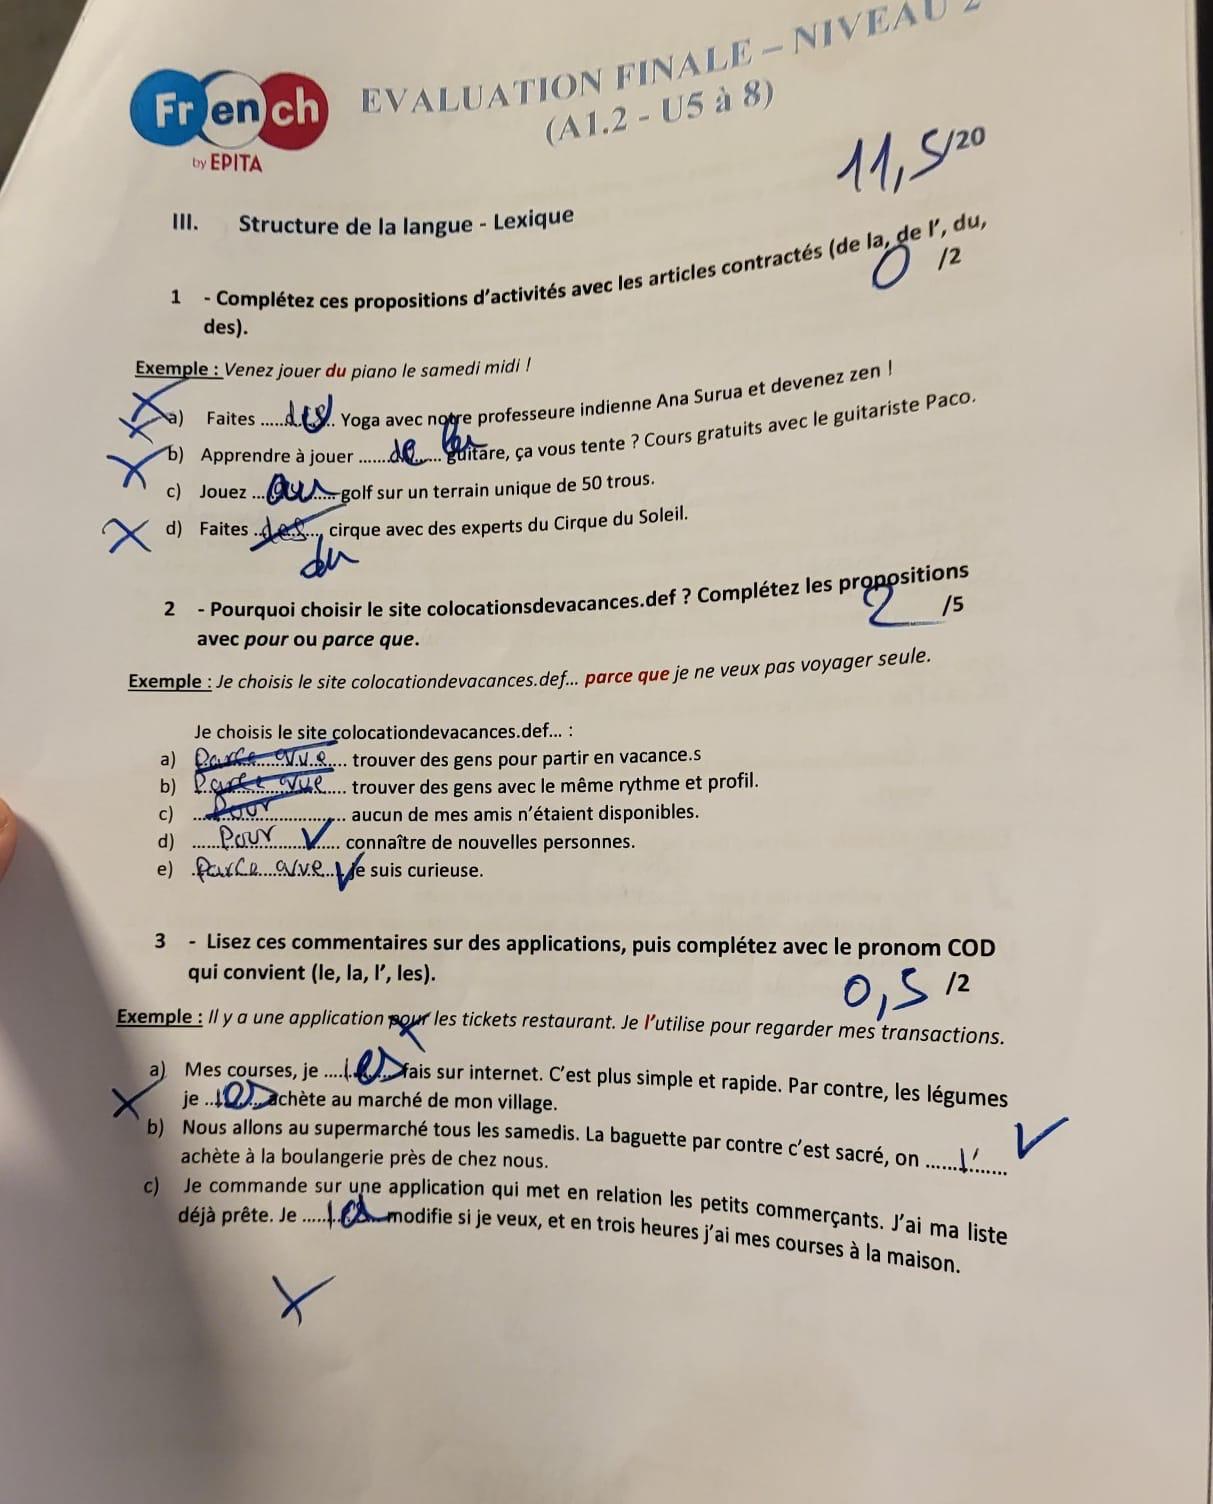 French
by EPITA
EVALUATION FINALE – NIVEAU 2
(A1.2 - U5 à 8)
11,5/20
III. Structure de la langue - Lexique
1 - Complétez ces propositions d'activités avec les articles contractés (de la, de l', du,
des).
0 /2
Exemple : Venez jouer du piano le samedi midi !
a) Faites .....des.. Yoga avec notre professeure indienne Ana Surua et devenez zen !
b) Apprendre à jouer .......de la.... guitare, ça vous tente ? Cours gratuits avec le guitariste Paco.
c) Jouez ...au......golf sur un terrain unique de 50 trous.
d) Faites ..des..., cirque avec des experts du Cirque du Soleil.
du
2 - Pourquoi choisir le site colocationsdevacances.def ? Complétez les propositions
avec pour ou parce que.
2 /5
Exemple : Je choisis le site colocationdevacances.def... parce que je ne veux pas voyager seule.
Je choisis le site colocationdevacances.def... :
a) Parce que.... trouver des gens pour partir en vacance.s
b) Parce que.... trouver des gens avec le même rythme et profil.
c) ....Pour............ aucun de mes amis n'étaient disponibles.
d) .....Pour....... connaître de nouvelles personnes.
e) .Parce que...je suis curieuse.
3 - Lisez ces commentaires sur des applications, puis complétez avec le pronom COD
qui convient (le, la, l', les).
0,5 /2
Exemple : Il y a une application pour les tickets restaurant. Je l'utilise pour regarder mes transactions.
a) Mes courses, je ....les..fais sur internet. C'est plus simple et rapide. Par contre, les légumes
je ..les...achète au marché de mon village.
b) Nous allons au supermarché tous les samedis. La baguette par contre c'est sacré, on ......l'......
achète à la boulangerie près de chez nous.
c) Je commande sur une application qui met en relation les petits commerçants. J'ai ma liste
déjà prête. Je .....les...modifie si je veux, et en trois heures j'ai mes courses à la maison.